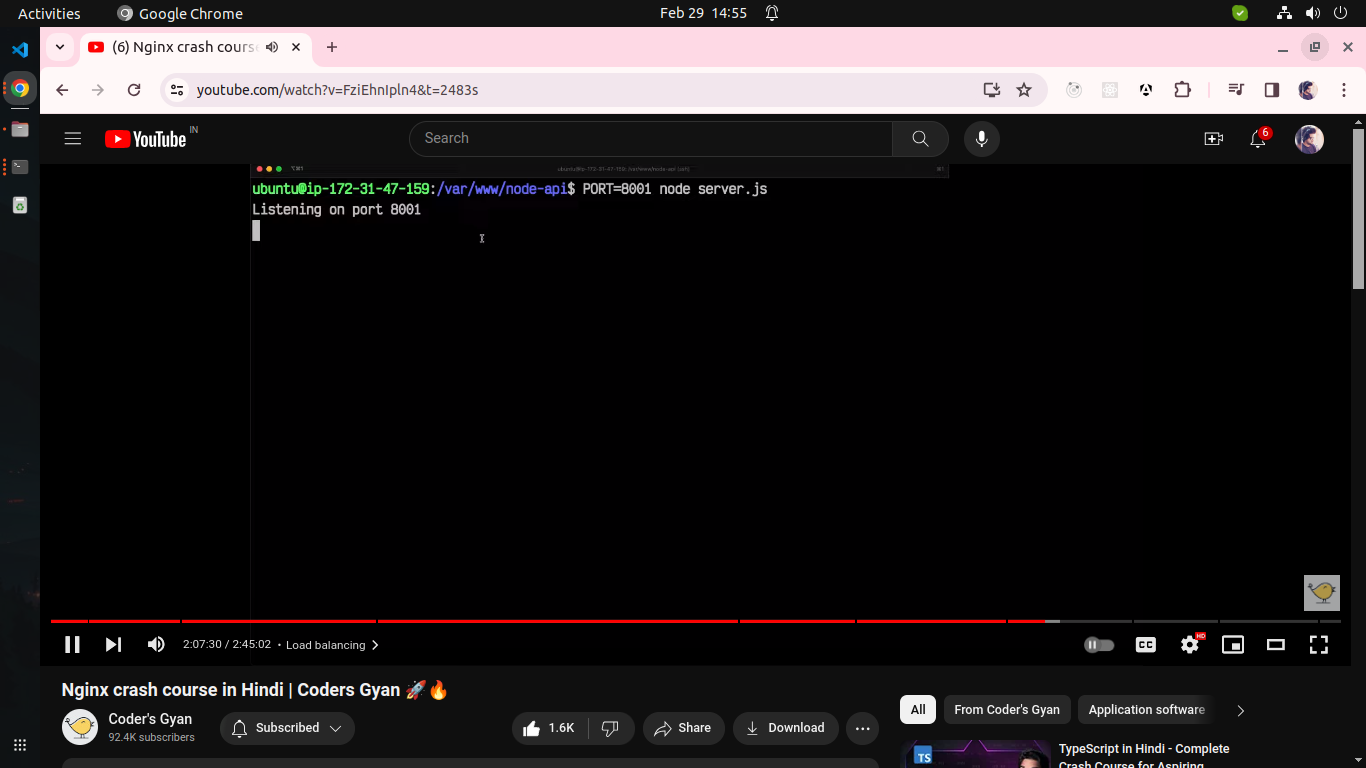 Activities
Google Chrome
Feb 29 14:55
(6) Nginx crash cours
youtube.com/watch?v=FziEhnIpln4&t=2483s
YouTube IN
Search
6
ubuntu@ip-172-31-47-159:/var/www/node-api$ PORT=8001 node server.js
Listening on port 8001
2:07:30 / 2:45:02 • Load balancing
CC
HD
Nginx crash course in Hindi | Coders Gyan 🚀🔥
Coder's Gyan
92.4K subscribers
Subscribed
1.6K
Share
Download
All
From Coder's Gyan
Application software
TS
TypeScript in Hindi - Complete
Crash Course for Aspiring